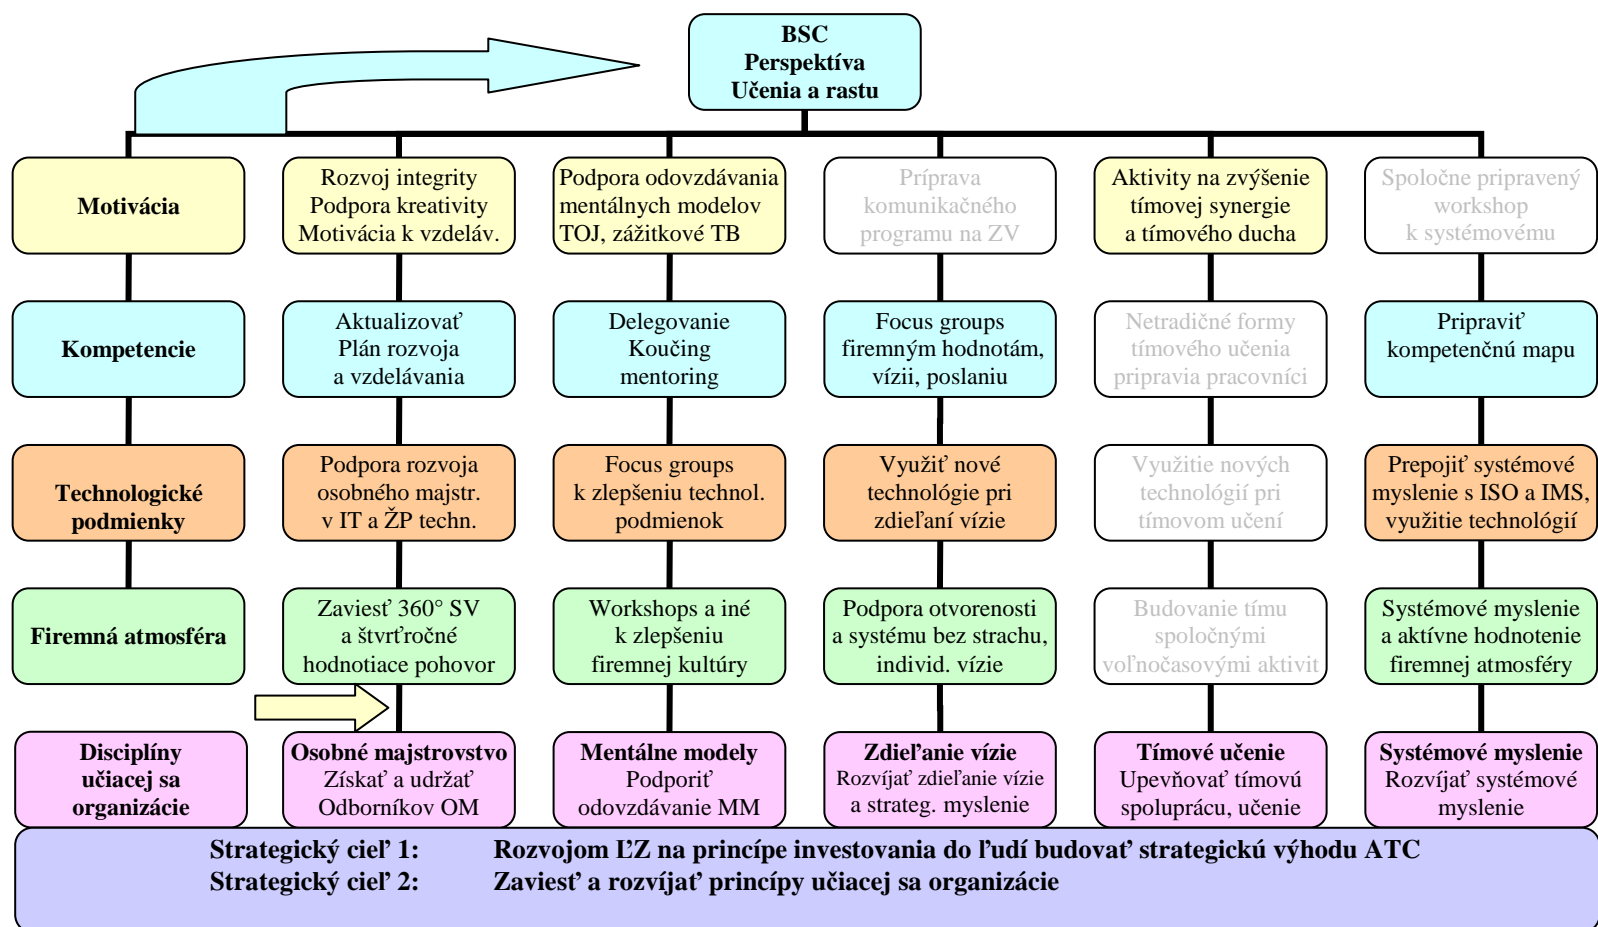 BSC
Perspektíva
Učenia a rastu
Motivácia
Rozvoj integrity
Podpora kreativity
Motivácia k vzdeláv.
Podpora odovzdávania
mentálnych modelov
TOJ, zážitkové TB
Príprava
komunikačného
programu na ZV
Aktivity na zvýšenie
tímovej synergie
a tímového ducha
Spoločne pripravený
workshop
k systémovému
Kompetencie
Aktualizovať
Plán rozvoja
a vzdelávania
Delegovanie
Koučing
mentoring
Focus groups
firemným hodnotám,
vízii, poslaniu
Netradičné formy
tímového učenia
pripravia pracovníci
Pripraviť
kompetenčnú mapu
Technologické
podmienky
Podpora rozvoja
osobného majstr.
v IT a ŽP techn.
Focus groups
k zlepšeniu technol.
podmienok
Využiť nové
technológie pri
zdieľaní vízie
Využitie nových
technológií pri
tímovom učení
Prepojiť systémové
myslenie s ISO a IMS,
využitie technológií
Firemná atmosféra
Zaviesť 360° SV
a štvrťročné
hodnotiace pohovor
Workshops a iné
k zlepšeniu
firemnej kultúry
Podpora otvorenosti
a systému bez strachu,
individ. vízie
Budovanie tímu
spoločnými
voľnočasovými aktivit
Systémové myslenie
a aktívne hodnotenie
firemnej atmosféry
Disciplíny
učiacej sa
organizácie
Osobné majstrovstvo
Získať a udržať
Odborníkov OM
Mentálne modely
Podporiť
odovzdávanie MM
Zdieľanie vízie
Rozvíjať zdieľanie vízie
a strateg. myslenie
Tímové učenie
Upevňovať tímovú
spoluprácu, učenie
Systémové myslenie
Rozvíjať systémové
myslenie
Strategický cieľ 1: Rozvojom ĽZ na princípe investovania do ľudí budovať strategickú výhodu ATC
Strategický cieľ 2: Zaviesť a rozvíjať princípy učiacej sa organizácie